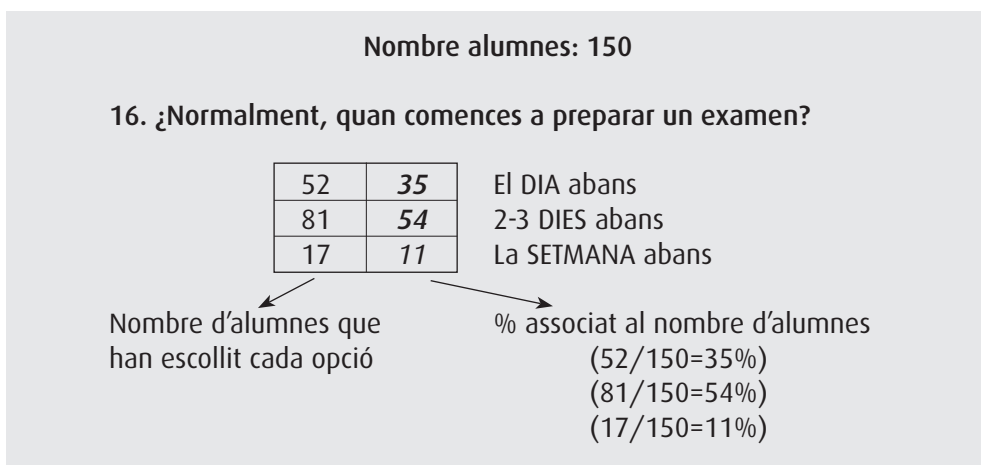 Nombre alumnes: 150
16. ¿Normalment, quan comences a preparar un examen?
52 35 El DIA abans
81 54 2-3 DIES abans
17 11 La SETMANA abans
Nombre d'alumnes que % associat al nombre d'alumnes
han escollit cada opció (52/150=35%)
(81/150=54%)
(17/150=11%)